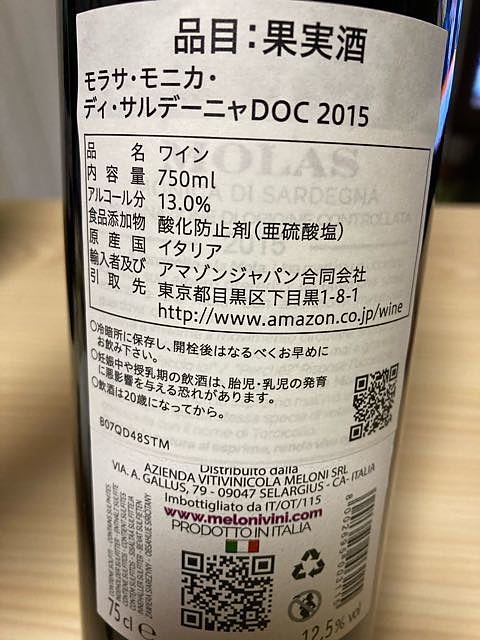 品目：果実酒
モラサ・モニカ・
ディ・サルデーニャDOC 2015
品名 ワイン
内容量 750ml
アルコール分 13.0%
食品添加物 酸化防止剤（亜硫酸塩）
原産国 イタリア
輸入者及び アマゾンジャパン合同会社
引取先 東京都目黒区下目黒1-8-1
http://www.amazon.co.jp/wine
○冷暗所に保存し、開栓後はなるべくお早めに
お飲み下さい。
○妊娠中や授乳期の飲酒は、胎児・乳児の発育
に悪影響を与える恐れがあります。
○飲酒は20歳になってから。
B07QD48STM
Distribuito dalla
AZIENDA VITIVINICOLA MELONI SRL
VIA. A. GALLUS, 79 - 09047 SELARGIUS - CA- ITALIA
Imbottigliato da IT/OT/115
www.melonivini.com
PRODOTTO IN ITALIA
75 cl e
12,5% vol